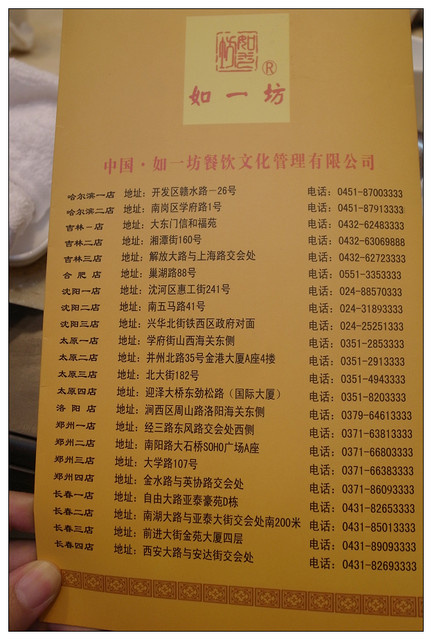 如一坊
®
如一坊
中国·如一坊餐饮文化管理有限公司
哈尔滨一店 地址：开发区赣水路一26号 电话：0451-87003333
哈尔滨二店 地址：南岗区学府路1号 电话：0451-87913333
吉林一店 地址：大东门信和福苑 电话：0432-62483333
吉林二店 地址：湘潭街160号 电话：0432-63069888
吉林三店 地址：解放大路与上海路交会处 电话：0432-62723333
合肥店 地址：巢湖路88号 电话：0551-3353333
沈阳一店 地址：沈河区惠工街241号 电话：024-88570333
沈阳二店 地址：南五马路41号 电话：024-31893333
沈阳三店 地址：兴华北街铁西区政府对面 电话：024-25251333
太原一店 地址：学府街山西海关东侧 电话：0351-2853333
太原二店 地址：并州北路35号金港大厦A座4搂 电话：0351-2913333
太原三店 地址：北大街182号 电话：0351-4943333
太原四店 地址：迎泽大桥东劲松路（国际大厦） 电话：0351-8203333
洛阳店 地址：涧西区周山路洛阳海关东侧 电话：0379-64613333
郑州一店 地址：经三路东风路交会处西侧 电话：0371-63813333
郑州二店 地址：南阳路大石桥SOHO广场A座 电话：0371-66803333
郑州三店 地址：大学路107号 电话：0371-66383333
郑州四店 地址：金水路与英协路交会处 电话：0371-86093333
长春一店 地址：自由大路亚泰豪苑D栋 电话：0431-82653333
长春二店 地址：南湖大路与亚泰大街交会处南200米 电话：0431-85013333
长春三店 地址：前进大街金苑大厦四层 电话：0431-89093333
长春四店 地址：西安大路与安达街交会处 电话：0431-82693333